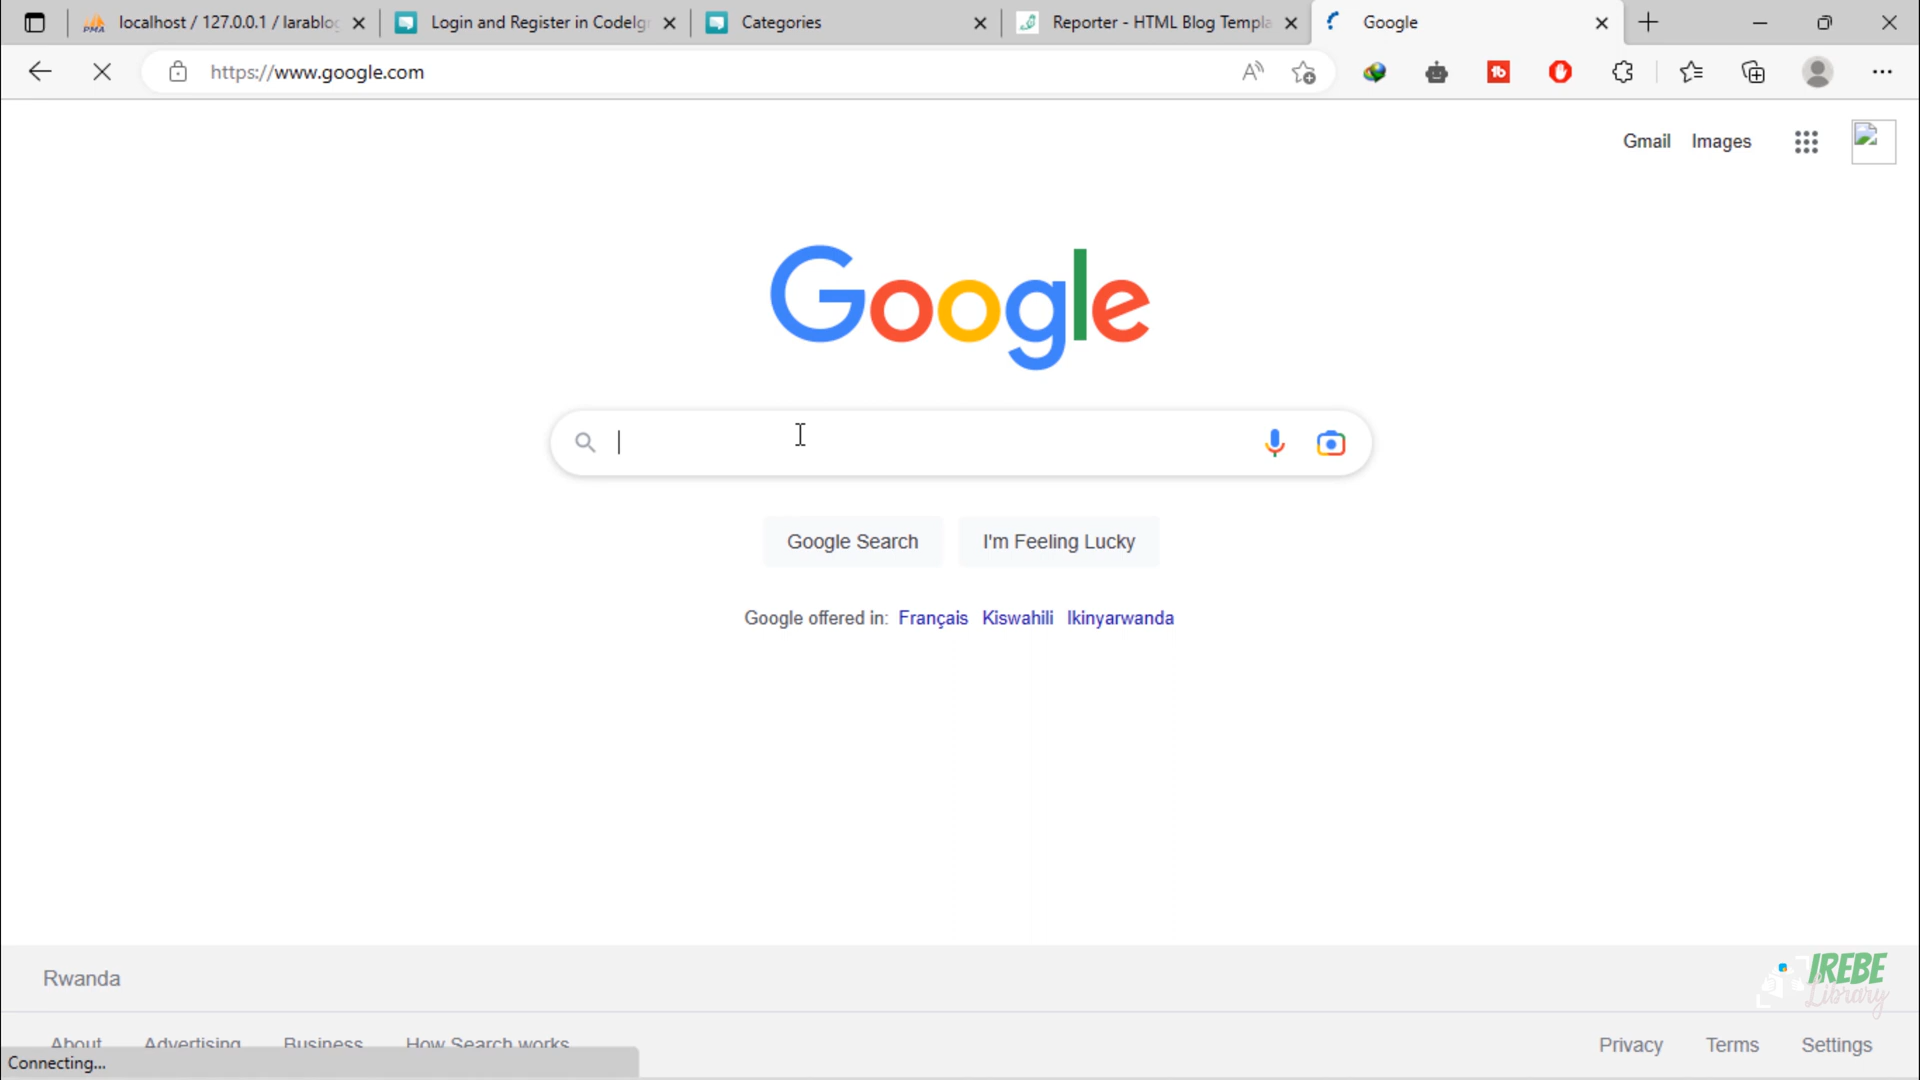 localhost / 127.0.0.1 / larablog
Login and Register in CodeIgn
Categories
Reporter - HTML Blog Templa
Google
https://www.google.com
Gmail
Images
Google
Google Search
I'm Feeling Lucky
Google offered in: Français Kiswahili Ikinyarwanda
Rwanda
IREBE
Library
About Advertising Business How Search works
Privacy Terms Settings
Connecting...